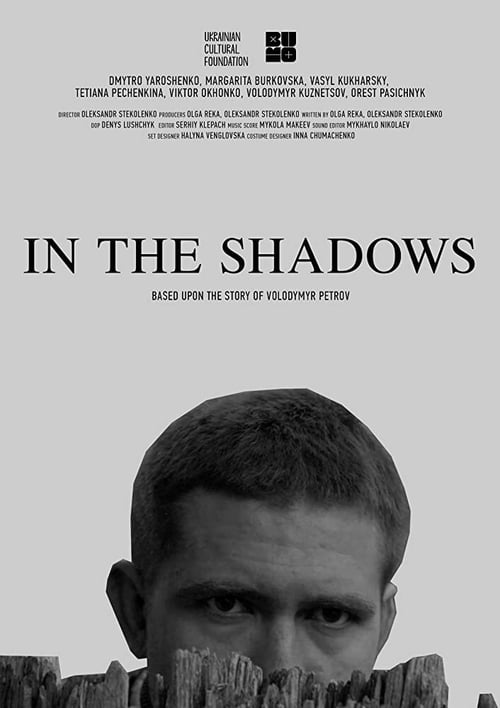 UKRAINIAN
CULTURAL
FOUNDATION
DMYTRO YAROSHENKO, MARGARITA BURKOVSKA, VASYL KUKHARSKY,
TETIANA PECHENKINA, VIKTOR OKHONKO, VOLODYMYR KUZNETSOV, OREST PASICHNYK
DIRECTOR OLEKSANDR STEKOLENKO PRODUCERS OLGA REKA, OLEKSANDR STEKOLENKO WRITTEN BY OLGA REKA, OLEKSANDR STEKOLENKO
DOP DENYS LUSHCHYK EDITOR SERHIY KLEPACH MUSIC SCORE MYKOLA MAKEEV SOUND EDITOR MYKHAYLO NIKOLAEV
SET DESIGNER HALYNA VENGLOVSKA COSTUME DESIGNER INNA CHUMACHENKO
IN THE SHADOWS
BASED UPON THE STORY OF VOLODYMYR PETROV